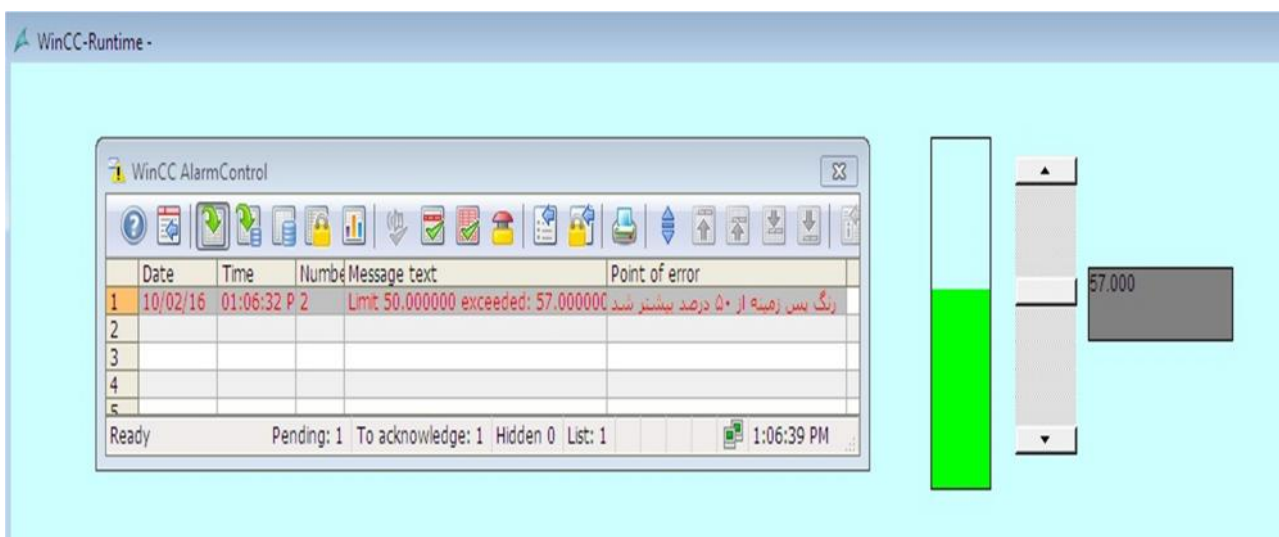 WinCC-Runtime -
WinCC AlarmControl
Date Time Numbe Message text Point of error
1 10/02/16 01:06:32 P 2 Limit 50.000000 exceeded: 57.000000 رنگ پس زمینه از ۵۰ درصد بیشتر شد
2
3
4
5
Ready Pending: 1 To acknowledge: 1 Hidden 0 List: 1 1:06:39 PM
57.000